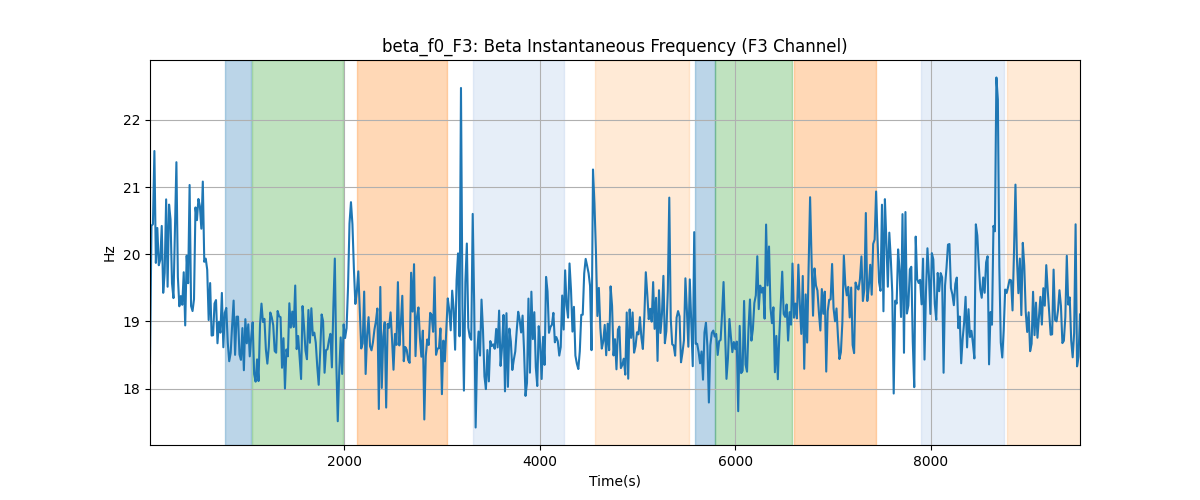 beta_f0_F3: Beta Instantaneous Frequency (F3 Channel)
22
21
20
19
18
Hz
2000 4000 6000 8000
Time(s)